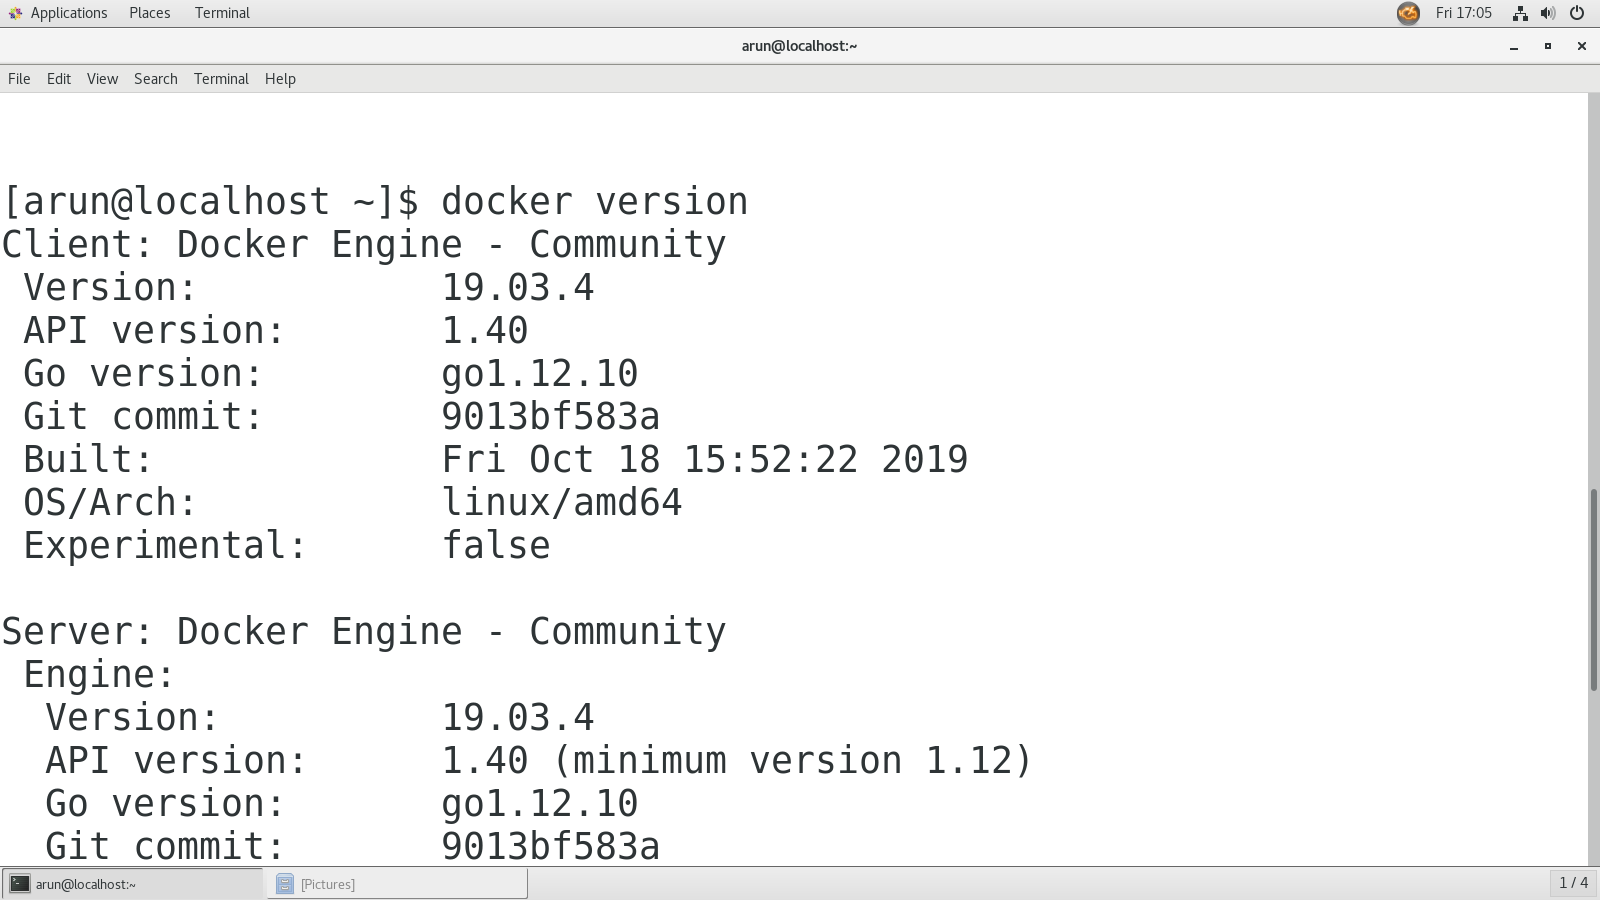 Applications Places Terminal Fri 17:05
arun@localhost:~
File Edit View Search Terminal Help
[arun@localhost ~]$ docker version
Client: Docker Engine - Community
 Version:           19.03.4
 API version:       1.40
 Go version:        go1.12.10
 Git commit:        9013bf583a
 Built:             Fri Oct 18 15:52:22 2019
 OS/Arch:           linux/amd64
 Experimental:      false

Server: Docker Engine - Community
 Engine:
  Version:          19.03.4
  API version:      1.40 (minimum version 1.12)
  Go version:       go1.12.10
  Git commit:       9013bf583a
arun@localhost:~ [Pictures] 1 / 4